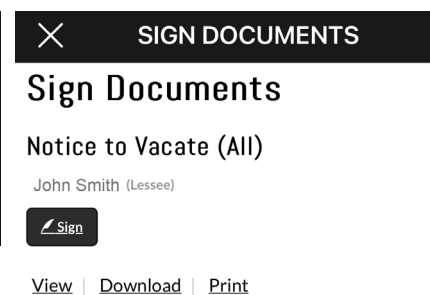 SIGN DOCUMENTS
Sign Documents
Notice to Vacate (All)
John Smith (Lessee)
Sign
View | Download | Print